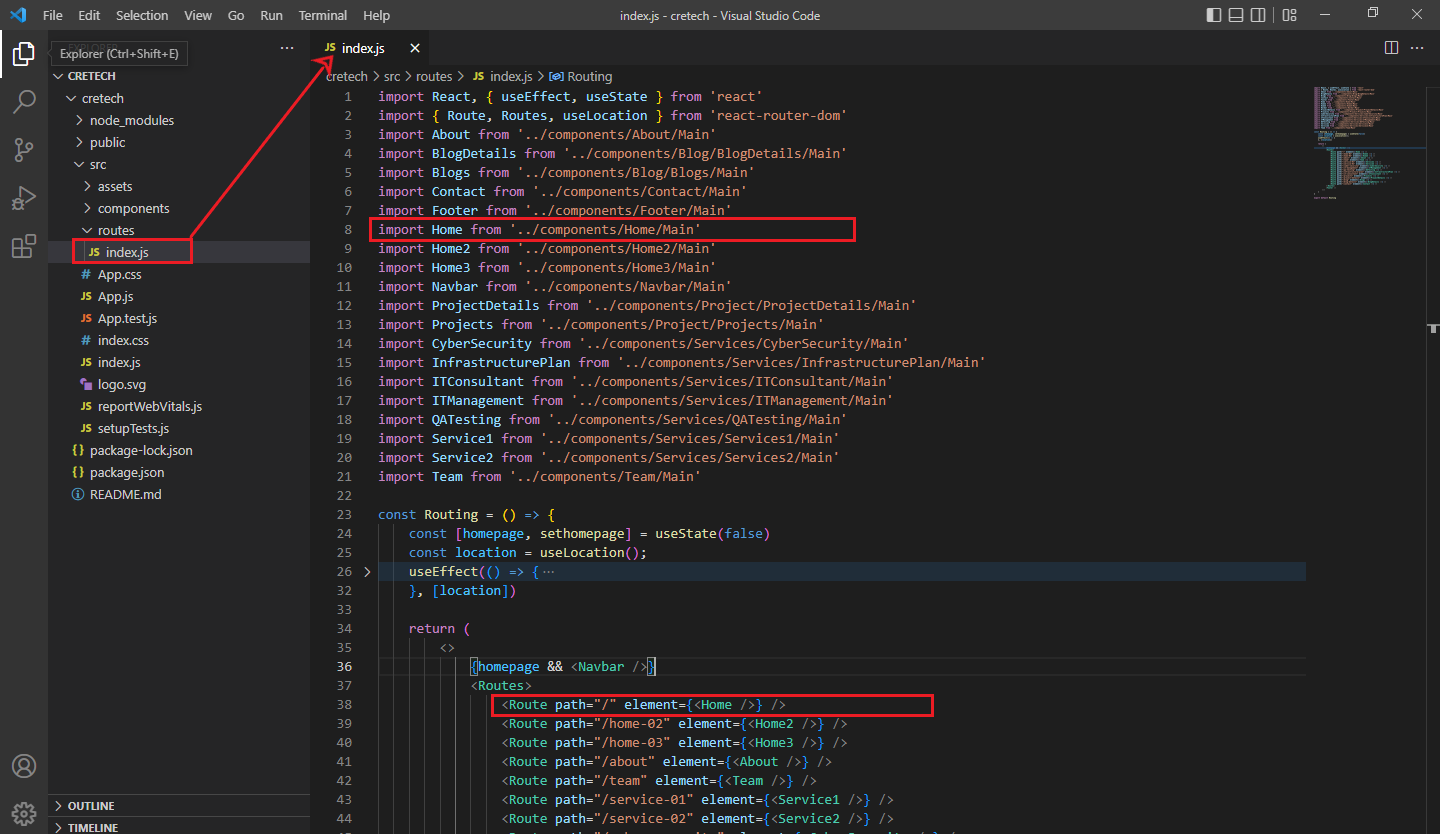 File Edit Selection View Go Run Terminal Help
index.js - cretech - Visual Studio Code
Explorer (Ctrl+Shift+E)
CRETECH
cretech
node_modules
public
src
assets
components
routes
JS index.js
# App.css
JS App.js
JS App.test.js
# index.css
JS index.js
logo.svg
JS reportWebVitals.js
JS setupTests.js
{} package-lock.json
{} package.json
README.md
OUTLINE
TIMELINE
JS index.js
cretech > src > routes > JS index.js > Routing
1 import React, { useEffect, useState } from 'react'
2 import { Route, Routes, useLocation } from 'react-router-dom'
3 import About from '../components/About/Main'
4 import BlogDetails from '../components/Blog/BlogDetails/Main'
5 import Blogs from '../components/Blog/Blogs/Main'
6 import Contact from '../components/Contact/Main'
7 import Footer from '../components/Footer/Main'
8 import Home from '../components/Home/Main'
9 import Home2 from '../components/Home2/Main'
10 import Home3 from '../components/Home3/Main'
11 import Navbar from '../components/Navbar/Main'
12 import ProjectDetails from '../components/Project/ProjectDetails/Main'
13 import Projects from '../components/Project/Projects/Main'
14 import CyberSecurity from '../components/Services/CyberSecurity/Main'
15 import InfrastructurePlan from '../components/Services/InfrastructurePlan/Main'
16 import ITConsultant from '../components/Services/ITConsultant/Main'
17 import ITManagement from '../components/Services/ITManagement/Main'
18 import QATesting from '../components/Services/QATesting/Main'
19 import Service1 from '../components/Services/Services1/Main'
20 import Service2 from '../components/Services/Services2/Main'
21 import Team from '../components/Team/Main'
22
23 const Routing = () => {
24 const [homepage, sethomepage] = useState(false)
25 const location = useLocation();
26 useEffect(() => { ···
32 }, [location])
33
34 return (
35 <>
36 {homepage && <Navbar />}
37 <Routes>
38 <Route path="/" element={<Home />} />
39 <Route path="/home-02" element={<Home2 />} />
40 <Route path="/home-03" element={<Home3 />} />
41 <Route path="/about" element={<About />} />
42 <Route path="/team" element={<Team />} />
43 <Route path="/service-01" element={<Service1 />} />
44 <Route path="/service-02" element={<Service2 />} />